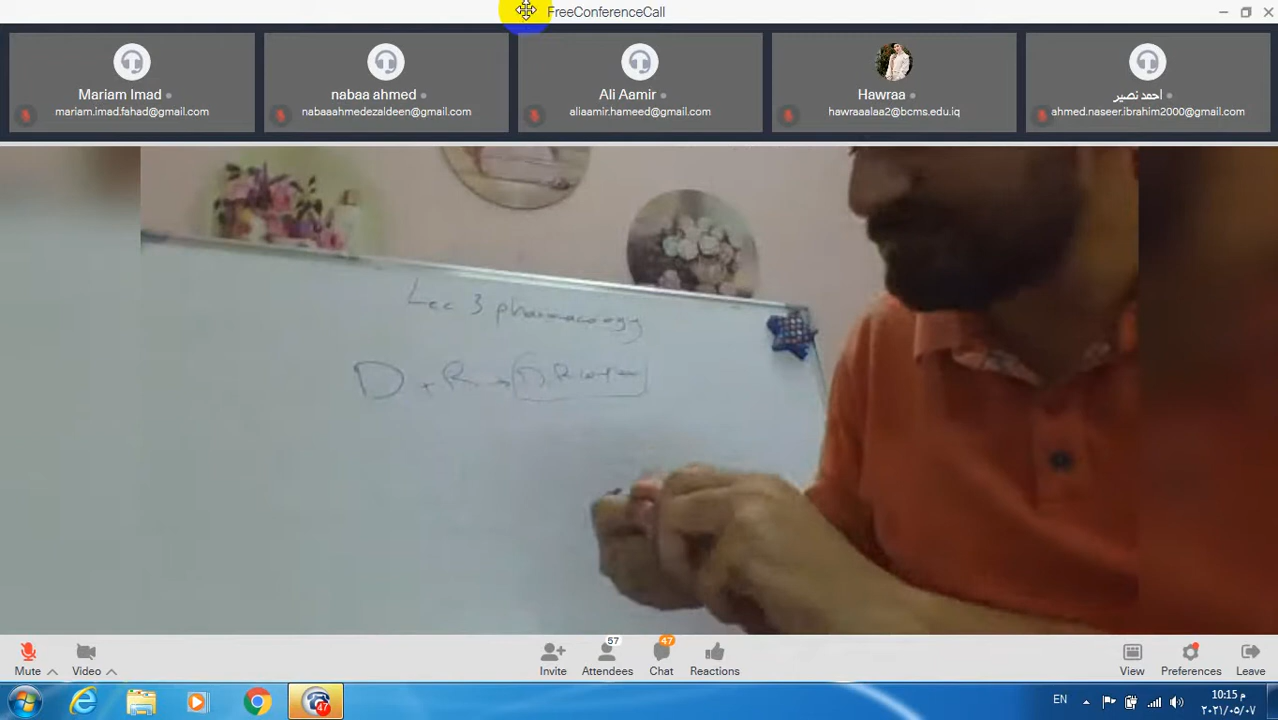 FreeConferenceCall
Mariam Imad
mariam.imad.fahad@gmail.com
nabaa ahmed
nabaaahmedezaldeen@gmail.com
Ali Aamir
aliaamir.hameed@gmail.com
Hawraa
hawraaalaa2@bcms.edu.iq
احمد نصير
ahmed.naseer.ibrahim2000@gmail.com
Lec 3
D + R →
57
47
Mute
Video
Invite
Attendees
Chat
Reactions
View
Preferences
Leave
47
EN
10:15 م
٢٠٢١/٠٥/٠٧